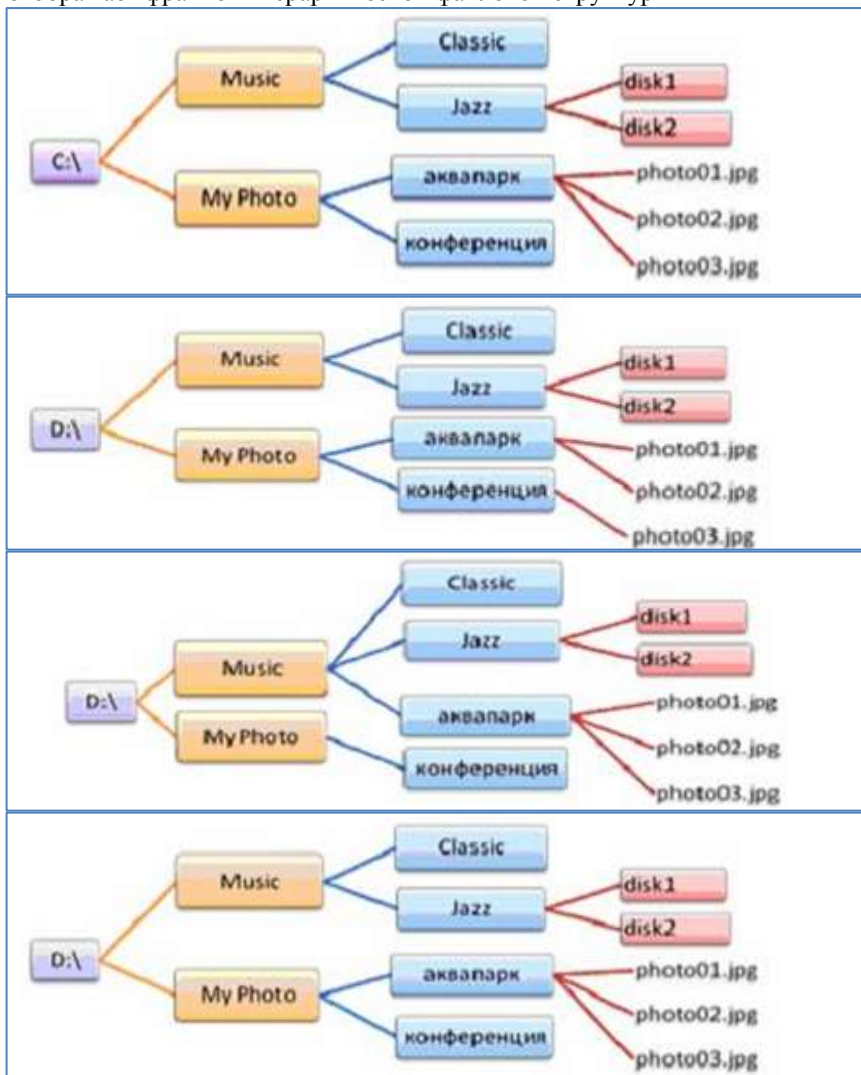 Classic
Music
disk1
Jazz
disk2
C:\
аквапарк
photo01.jpg
My Photo
photo02.jpg
конференция
photo03.jpg
Classic
Music
disk1
Jazz
disk2
D:\
аквапарк
photo01.jpg
My Photo
photo02.jpg
конференция
photo03.jpg
Classic
disk1
Jazz
disk2
Music
D:\
аквапарк
photo01.jpg
My Photo
photo02.jpg
конференция
photo03.jpg
Classic
Music
disk1
Jazz
disk2
D:\
аквапарк
photo01.jpg
My Photo
photo02.jpg
конференция
photo03.jpg